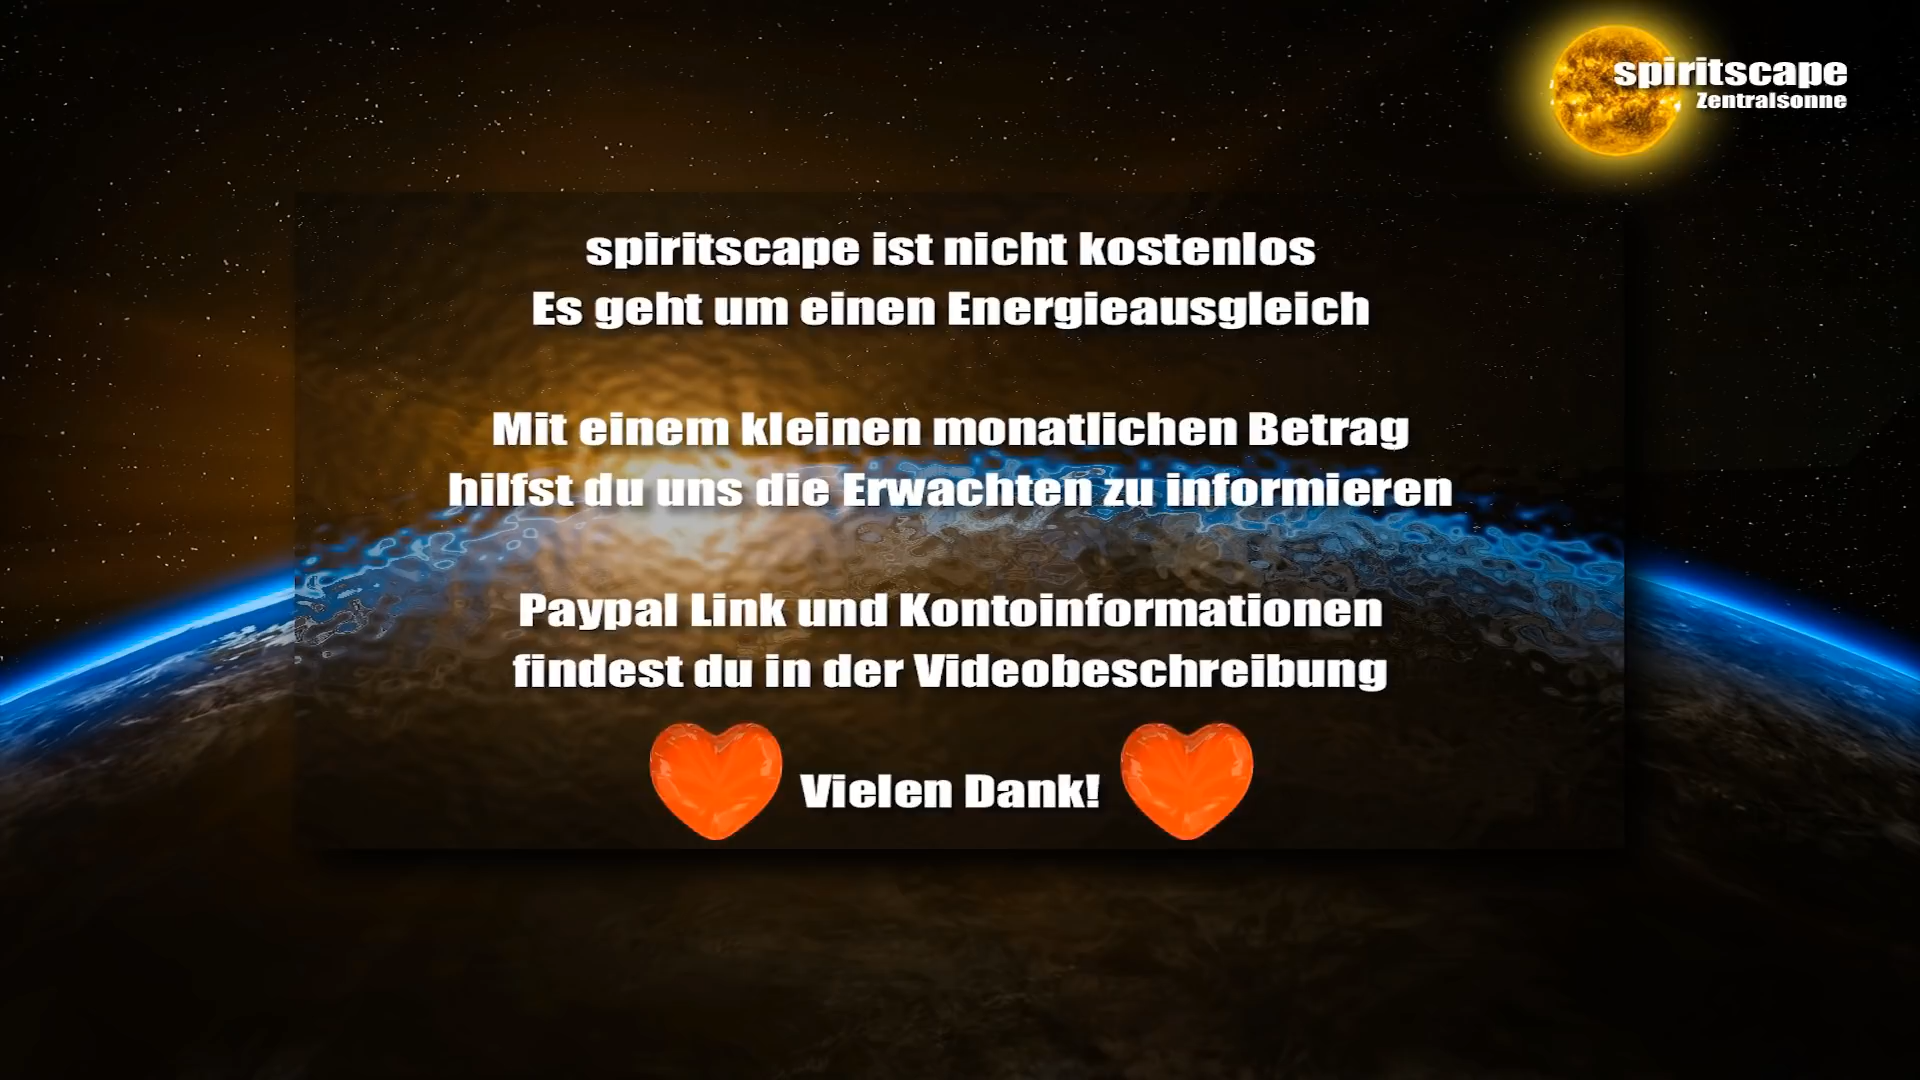 spiritscape
Zentralsonne
spiritscape ist nicht kostenlos
Es geht um einen Energieausgleich
Mit einem kleinen monatlichen Betrag
hilfst du uns die Erwachten zu informieren
Paypal Link und Kontoinformationen
findest du in der Videobeschreibung
Vielen Dank!